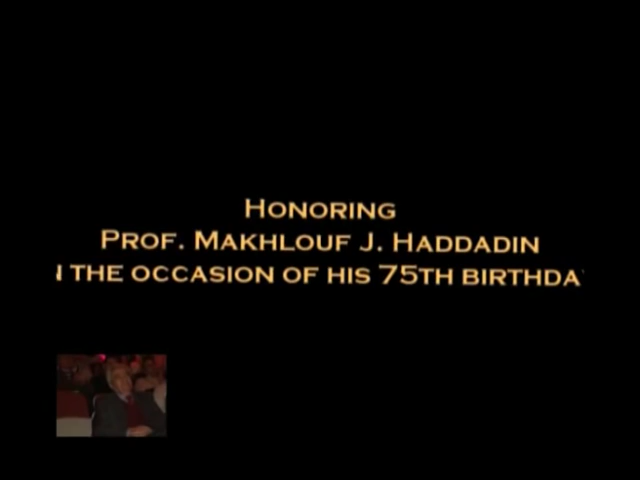 Honoring
Prof. Makhlouf J. Haddadin
the occasion of his 75th